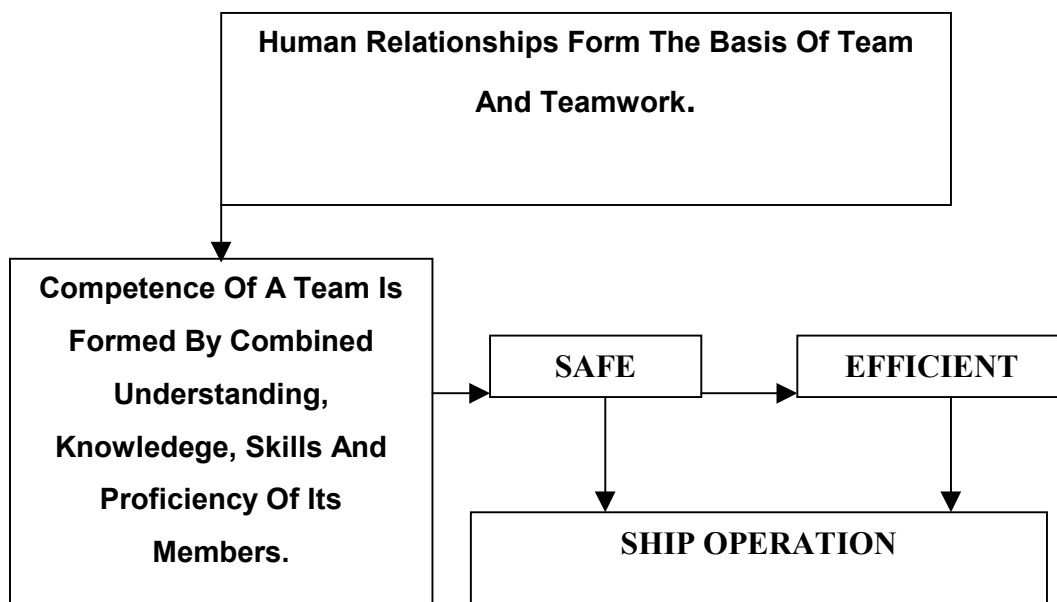 Human Relationships Form The Basis Of Team
And Teamwork.
Competence Of A Team Is
Formed By Combined
Understanding,
Knowledege, Skills And
Proficiency Of Its
Members.
SAFE
EFFICIENT
SHIP OPERATION